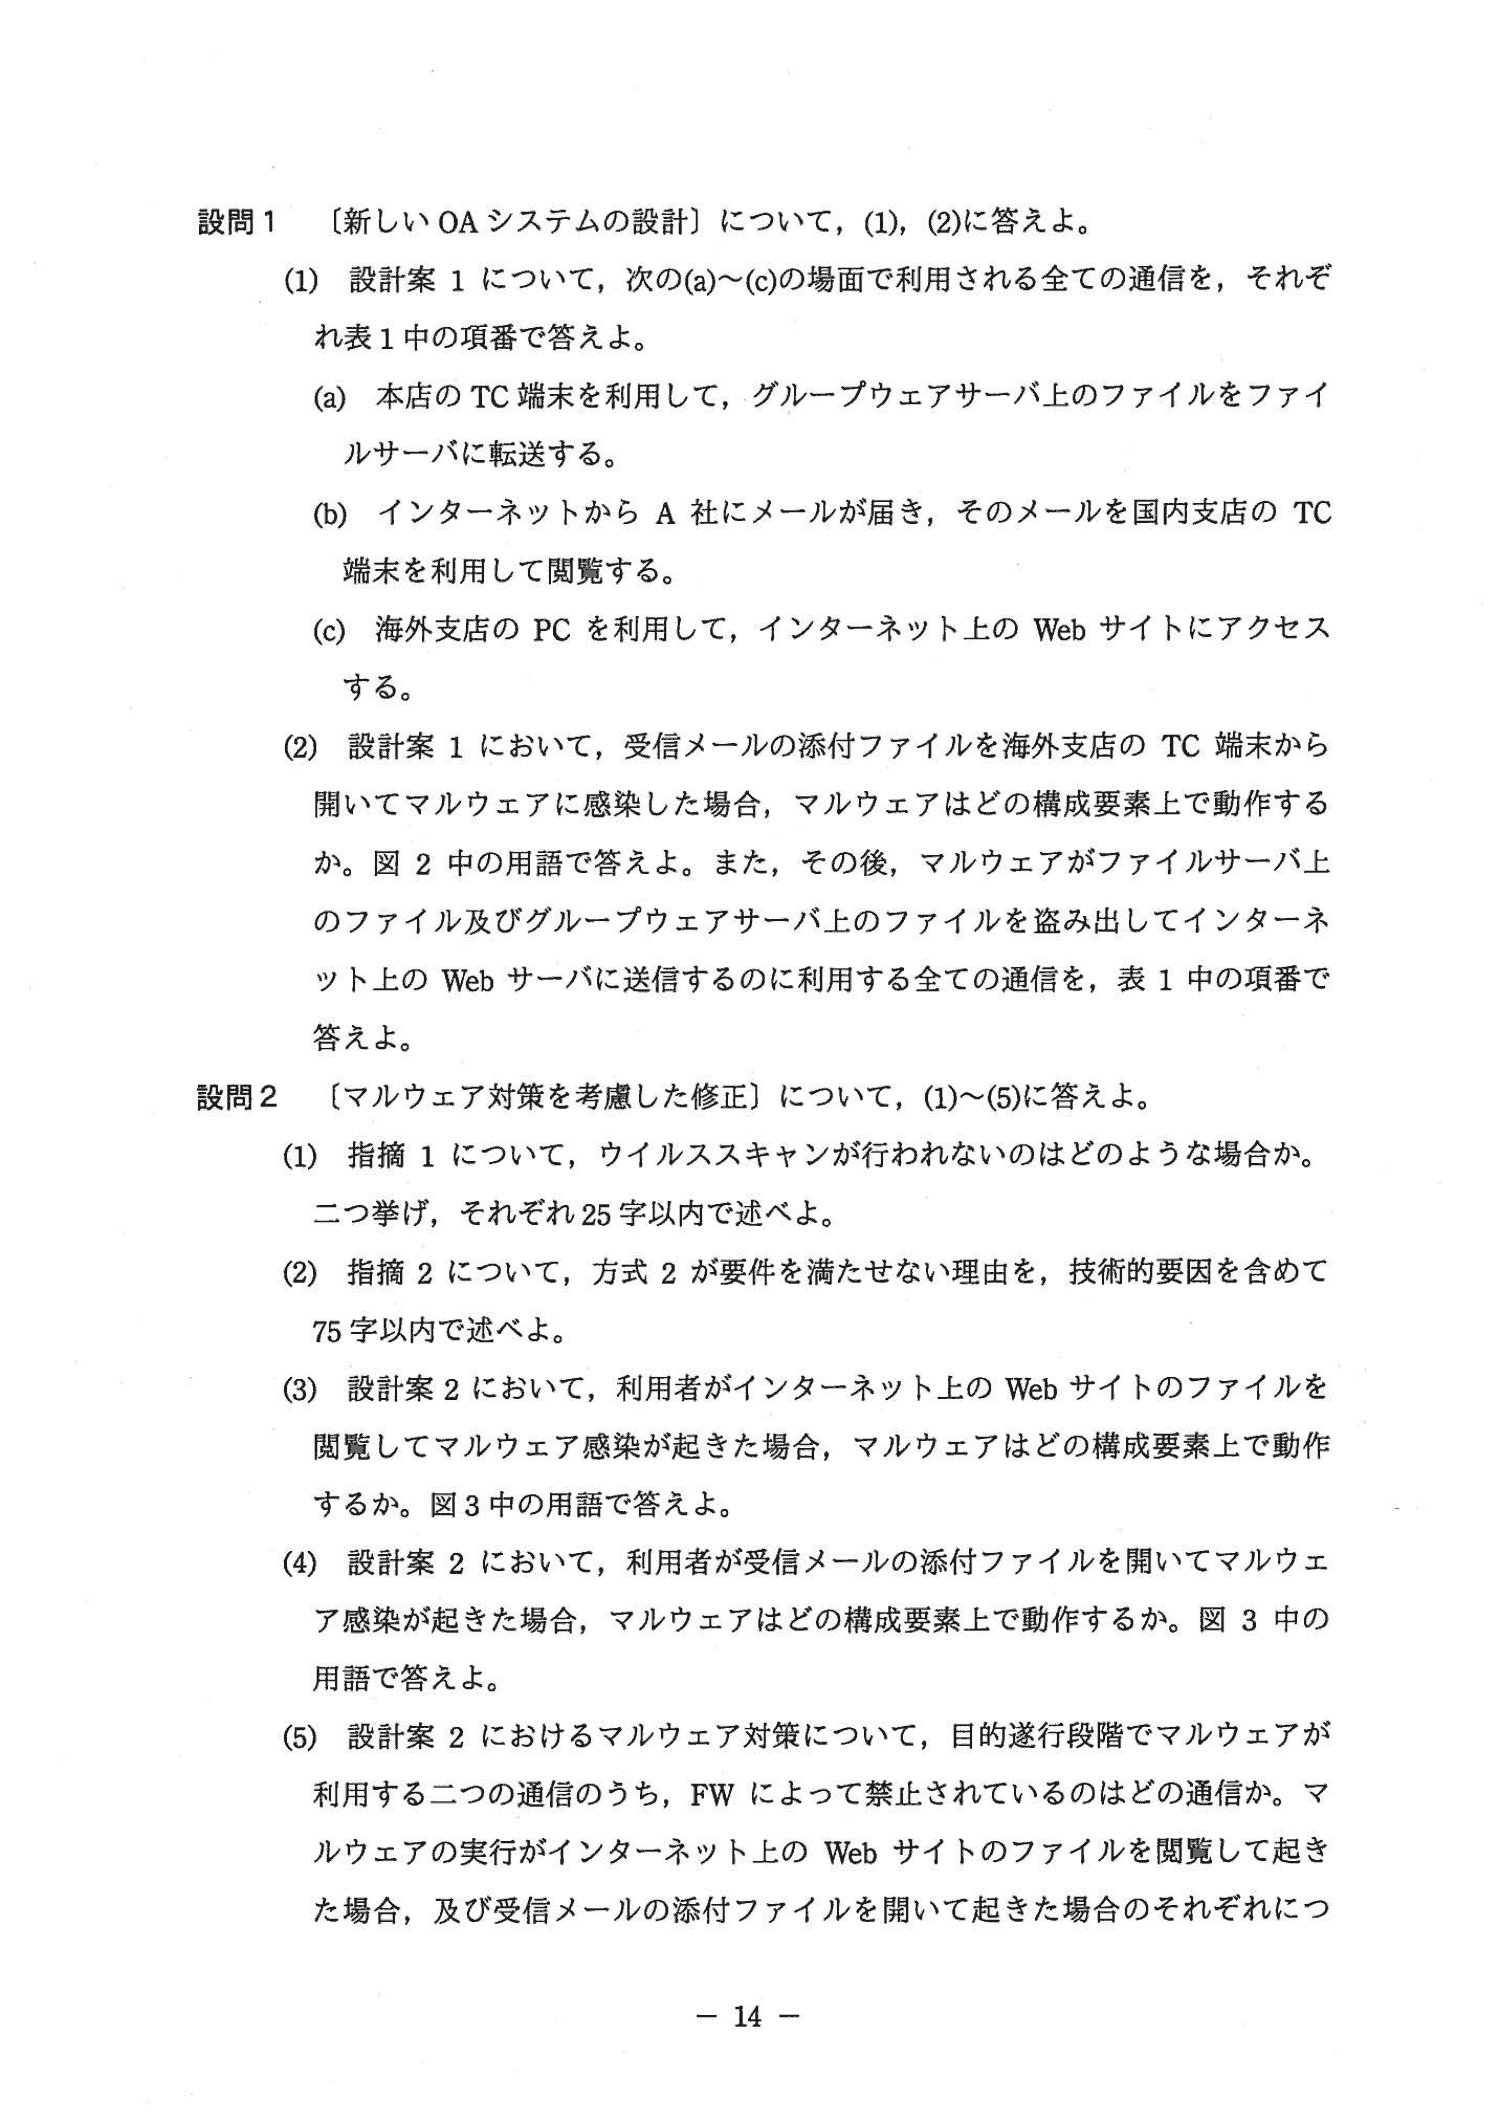 設問1　〔新しい OA システムの設計〕について，(1)，(2)に答えよ。
(1)　設計案 1 について，次の(a)～(c)の場面で利用される全ての通信を，それぞ
れ表 1 中の項番で答えよ。
(a)　本店の TC 端末を利用して，グループウェアサーバ上のファイルをファイ
ルサーバに転送する。
(b)　インターネットから A 社にメールが届き，そのメールを国内支店の TC
端末を利用して閲覧する。
(c)　海外支店の PC を利用して，インターネット上の Web サイトにアクセス
する。
(2)　設計案 1 において，受信メールの添付ファイルを海外支店の TC 端末から
開いてマルウェアに感染した場合，マルウェアはどの構成要素上で動作する
か。図 2 中の用語で答えよ。また，その後，マルウェアがファイルサーバ上
のファイル及びグループウェアサーバ上のファイルを盗み出してインターネ
ット上の Web サーバに送信するのに利用する全ての通信を，表 1 中の項番で
答えよ。
設問2　〔マルウェア対策を考慮した修正〕について，(1)～(5)に答えよ。
(1)　指摘 1 について，ウイルススキャンが行われないのはどのような場合か。
二つ挙げ，それぞれ 25 字以内で述べよ。
(2)　指摘 2 について，方式 2 が要件を満たせない理由を，技術的要因を含めて
75 字以内で述べよ。
(3)　設計案 2 において，利用者がインターネット上の Web サイトのファイルを
閲覧してマルウェア感染が起きた場合，マルウェアはどの構成要素上で動作
するか。図 3 中の用語で答えよ。
(4)　設計案 2 において，利用者が受信メールの添付ファイルを開いてマルウェ
ア感染が起きた場合，マルウェアはどの構成要素上で動作するか。図 3 中の
用語で答えよ。
(5)　設計案 2 におけるマルウェア対策について，目的遂行段階でマルウェアが
利用する二つの通信のうち，FW によって禁止されているのはどの通信か。マ
ルウェアの実行がインターネット上の Web サイトのファイルを閲覧して起き
た場合，及び受信メールの添付ファイルを開いて起きた場合のそれぞれにつ
－ 14 －